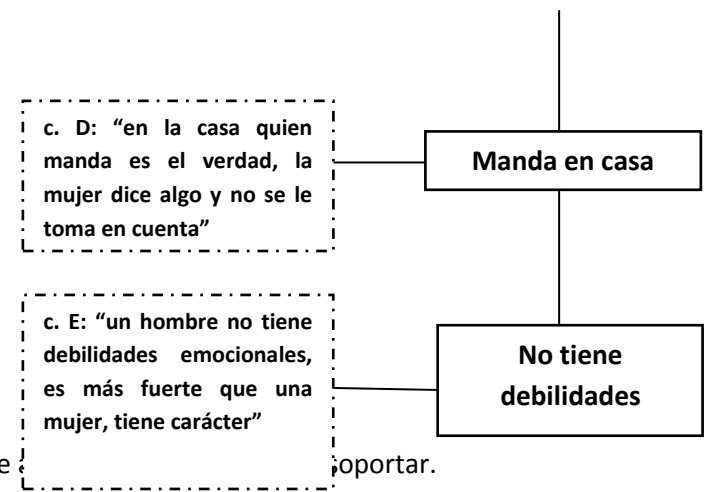 c. D: “en la casa quien
manda es el verdad, la
mujer dice algo y no se le
toma en cuenta”
Manda en casa
c. E: “un hombre no tiene
debilidades emocionales,
es más fuerte que una
mujer, tiene carácter”
No tiene
debilidades
soportar.